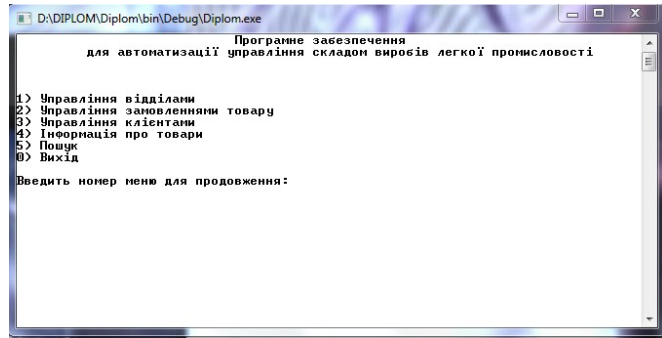 D:\DIPLOM\Diplom\bin\Debug\Diplom.exe
Програмне забезпечення
для автоматизації управління складом виробів легкої промисловості
1) Управління відділами
2) Управління замовленнями товару
3) Управління клієнтами
4) Інформація про товари
5) Пошук
0) Вихід
Введить номер меню для продовження: